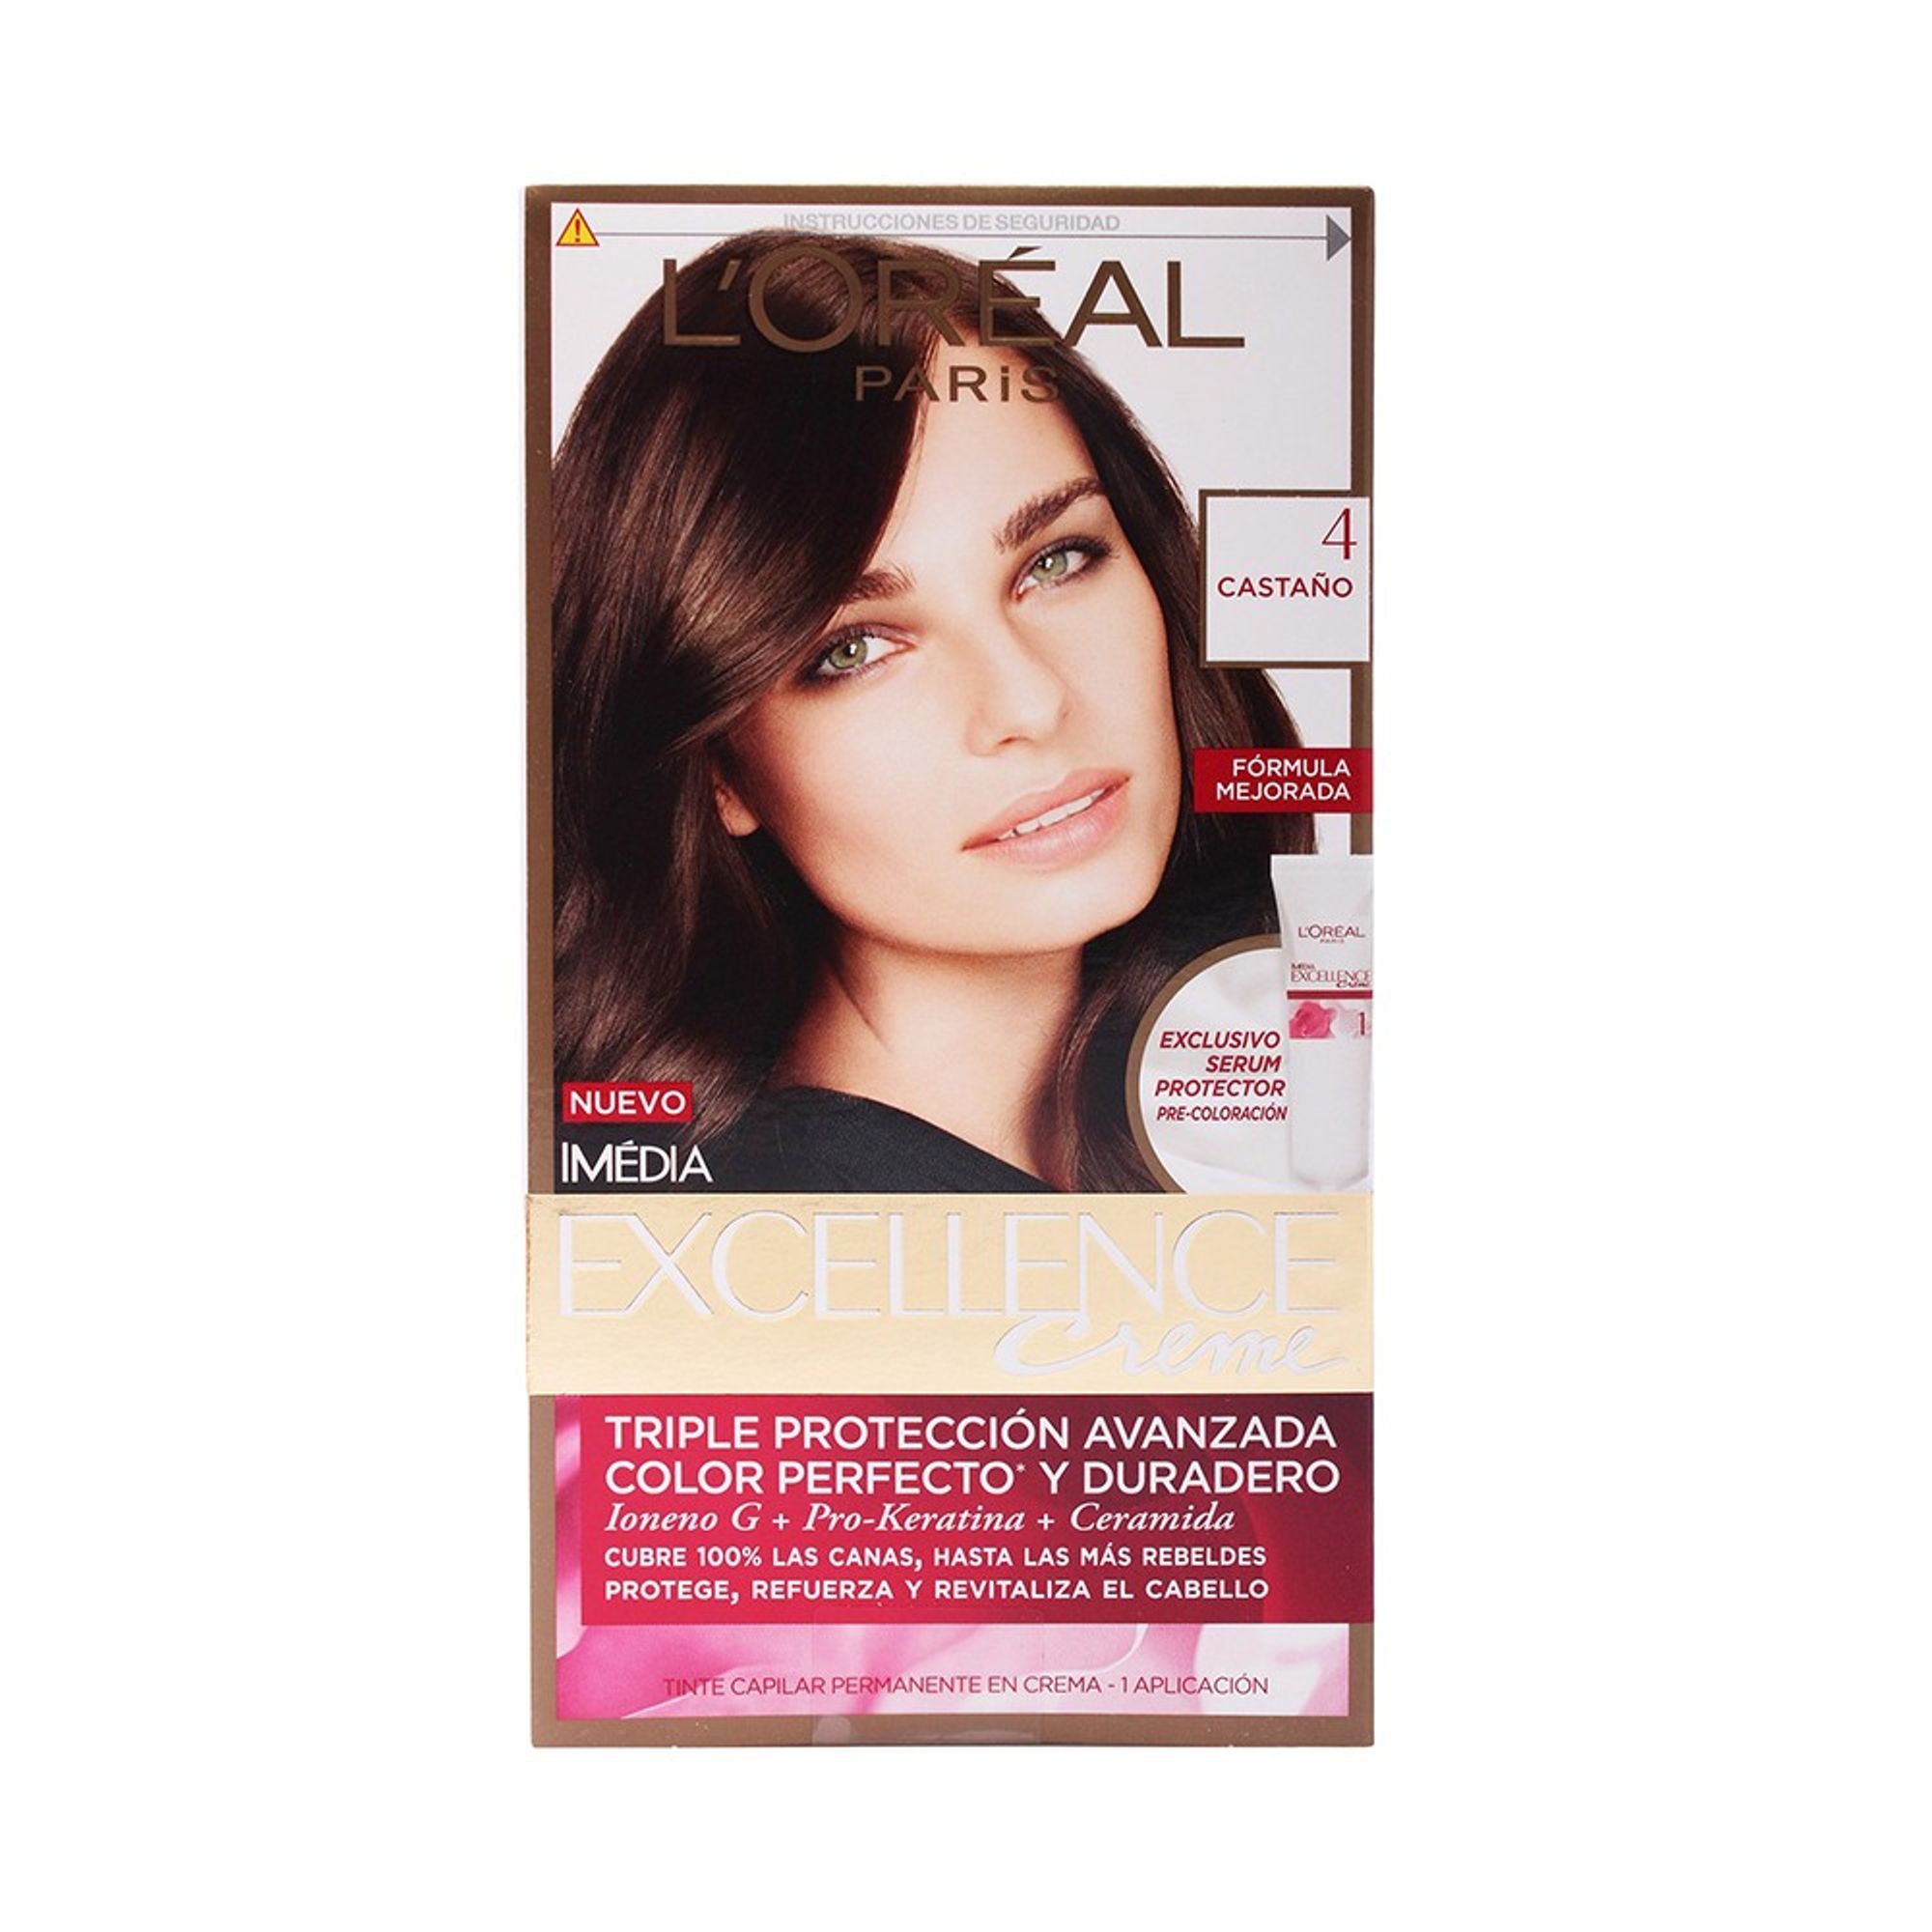 INSTRUCCIONES DE SEGURIDAD
L'ORÉAL
PARiS
4
CASTAÑO
FÓRMULA
MEJORADA
L'ORÉAL
PARIS
IMÉDIA
EXCELLENCE
Creme
1
EXCLUSIVO
SERUM
PROTECTOR
PRE-COLORACIÓN
NUEVO
IMÉDIA
EXCELLENCE
Creme
TRIPLE PROTECCIÓN AVANZADA
COLOR PERFECTO* Y DURADERO
Ioneno G + Pro-Keratina + Ceramida
CUBRE 100% LAS CANAS, HASTA LAS MÁS REBELDES
PROTEGE, REFUERZA Y REVITALIZA EL CABELLO
TINTE CAPILAR PERMANENTE EN CREMA - 1 APLICACIÓN